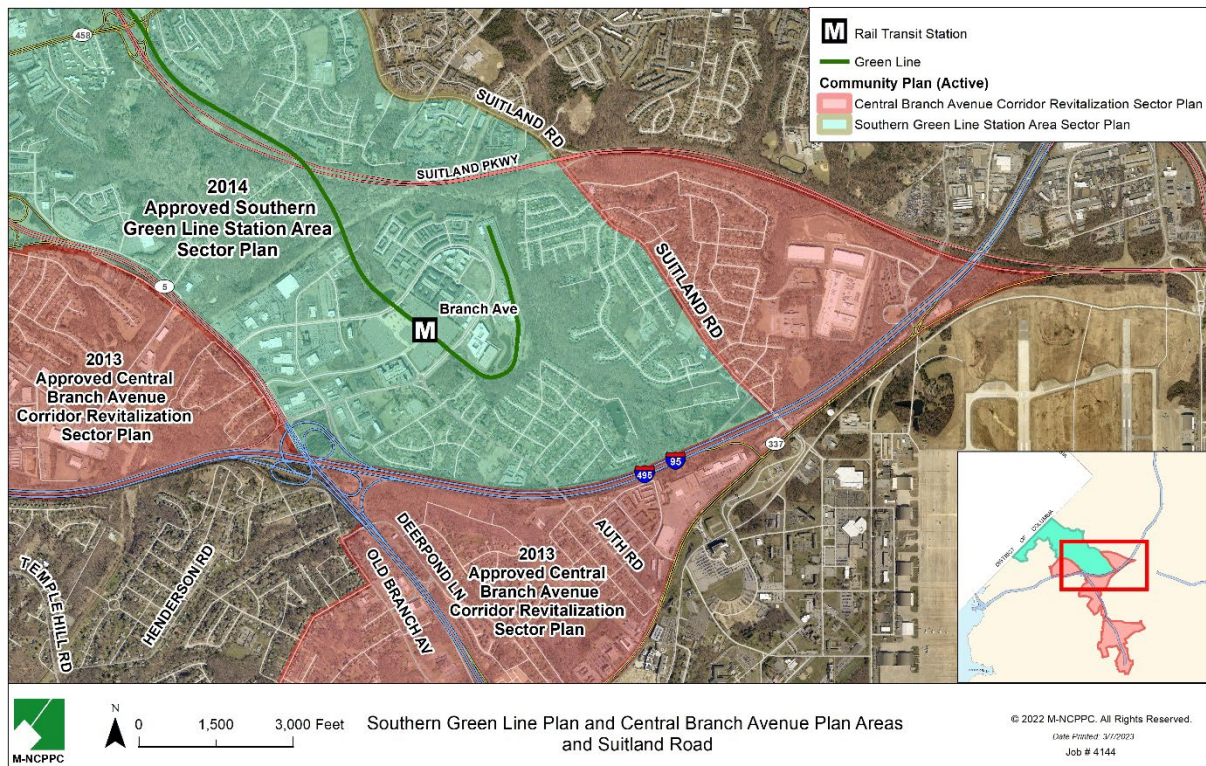 458
SUITLAND RD
SUITLAND PKWY
M Rail Transit Station
Green Line
Community Plan (Active)
Central Branch Avenue Corridor Revitalization Sector Plan
Southern Green Line Station Area Sector Plan
2014
Approved Southern
Green Line Station Area
Sector Plan
SUITLAND RD
5
Branch Ave
M
2013
Approved Central
Branch Avenue
Corridor Revitalization
Sector Plan
337
95
495
AUTH RD
DEERPOND LN
OLD BRANCH AV
HENDERSON RD
TEMPLE HILL RD
2013
Approved Central
Branch Avenue
Corridor Revitalization
Sector Plan
DISTRICT OF COLUMBIA
M-NCPPC
N
0 1,500 3,000 Feet
Southern Green Line Plan and Central Branch Avenue Plan Areas
and Suitland Road
© 2022 M-NCPPC. All Rights Reserved.
Date Printed: 3/7/2023
Job # 4144